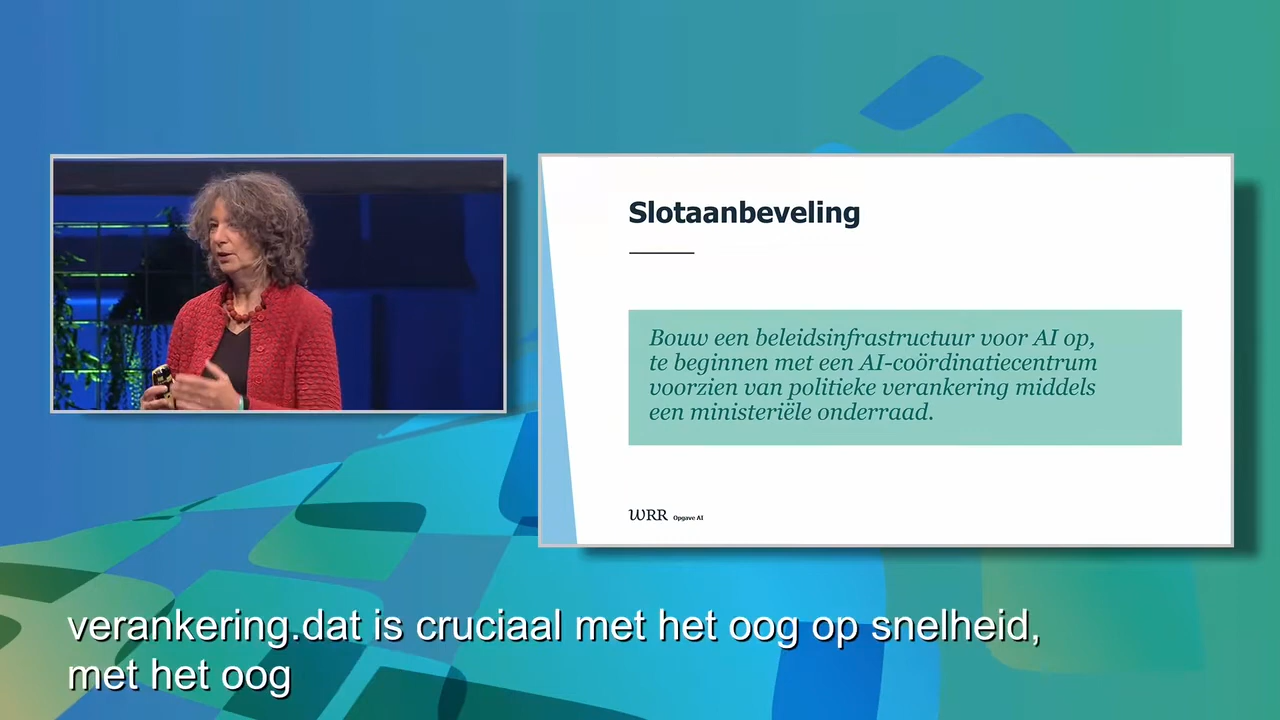 Slotaanbeveling
Bouw een beleidsinfrastructuur voor AI op,
te beginnen met een AI-coördinatiecentrum
voorzien van politieke verankering middels
een ministeriële onderraad.
WRR Opgave AI
verankering.dat is cruciaal met het oog op snelheid,
met het oog